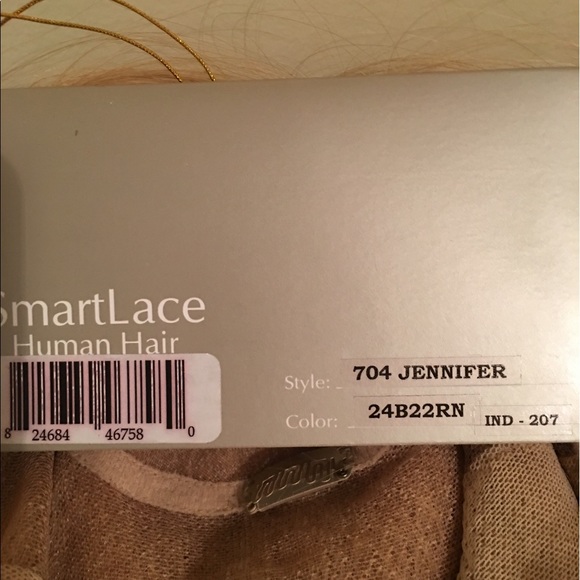 SmartLace
Human Hair
8 24684 46758 0
Style: 704 JENNIFER
Color: 24B22RN IND - 207